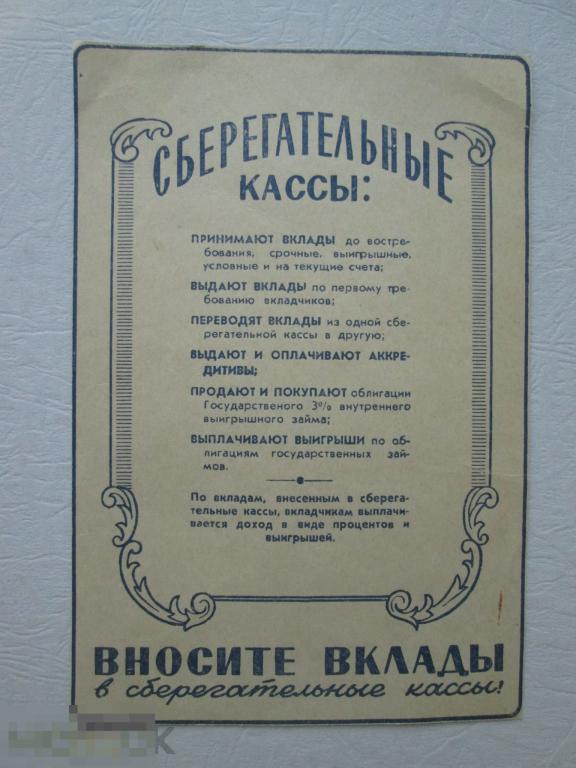 СБЕРЕГАТЕЛЬНЫЕ
КАССЫ:
ПРИНИМАЮТ ВКЛАДЫ до востре-
бования, срочные, выигрышные,
условные и на текущие счета;
ВЫДАЮТ ВКЛАДЫ по первому тре-
бованию вкладчиков;
ПЕРЕВОДЯТ ВКЛАДЫ из одной сбе-
регательной кассы в другую;
ВЫДАЮТ И ОПЛАЧИВАЮТ АККРЕ-
ДИТИВЫ;
ПРОДАЮТ И ПОКУПАЮТ облигации
Государственого 3% внутреннего
выигрышного займа;
ВЫПЛАЧИВАЮТ ВЫИГРЫШИ по об-
лигациям государственных зай-
мов.
По вкладам, внесенным в сберега-
тельные кассы, вкладчикам выплачи-
вается доход в виде процентов и
выигрышей.
ВНОСИТЕ ВКЛАДЫ
в сберегательные кассы!